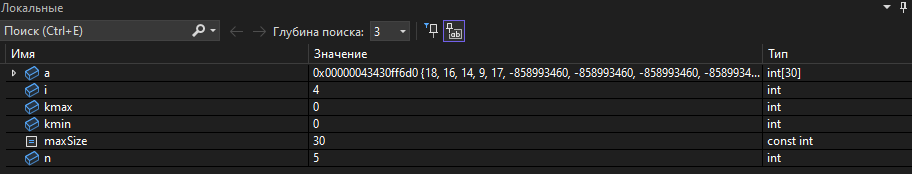 Локальные
Поиск (Ctrl+E) Глубина поиска: 3
Имя Значение Тип
a 0x00000043430ff6d0 {18, 16, 14, 9, 17, -858993460, -858993460, -858993460, -8589934... int[30]
i 4 int
kmax 0 int
kmin 0 int
maxSize 30 const int
n 5 int